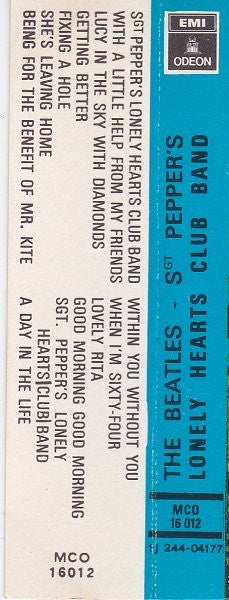 EMI
ODEON
THE BEATLES - SGT PEPPER'S
LONELY HEARTS CLUB BAND
MCO
16 012
1J 244-04177
SGT PEPPER'S LONELY HEARTS CLUB BAND
WITH A LITTLE HELP FROM MY FRIENDS
LUCY IN THE SKY WITH DIAMONDS
GETTING BETTER
FIXING A HOLE
SHE'S LEAVING HOME
BEING FOR THE BENEFIT OF MR. KITE
WITHIN YOU WITHOUT YOU
WHEN I'M SIXTY-FOUR
LOVELY RITA
GOOD MORNING GOOD MORNING
SGT. PEPPER'S LONELY
HEARTS CLUB BAND
A DAY IN THE LIFE
MCO
16012